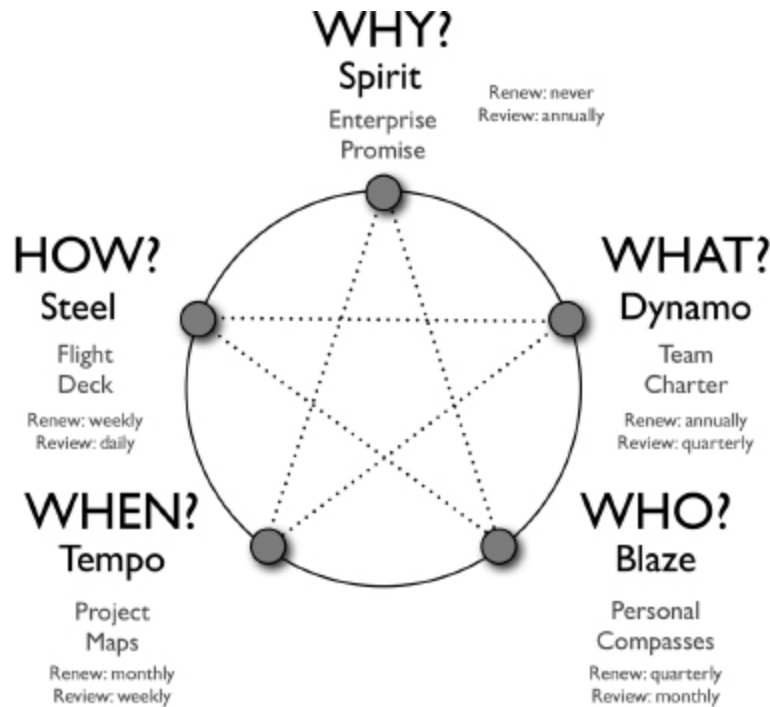 WHY?
Spirit
Enterprise
Promise
Renew: never
Review: annually
HOW?
Steel
Flight
Deck
Renew: weekly
Review: daily
WHAT?
Dynamo
Team
Charter
Renew: annually
Review: quarterly
WHEN?
Tempo
Project
Maps
Renew: monthly
Review: weekly
WHO?
Blaze
Personal
Compasses
Renew: quarterly
Review: monthly